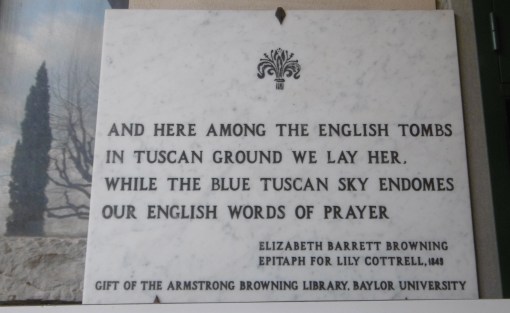 AND HERE AMONG THE ENGLISH TOMBS
IN TUSCAN GROUND WE LAY HER,
WHILE THE BLUE TUSCAN SKY ENDOMES
OUR ENGLISH WORDS OF PRAYER
ELIZABETH BARRETT BROWNING
EPITAPH FOR LILY COTTRELL, 1849
GIFT OF THE ARMSTRONG BROWNING LIBRARY, BAYLOR UNIVERSITY